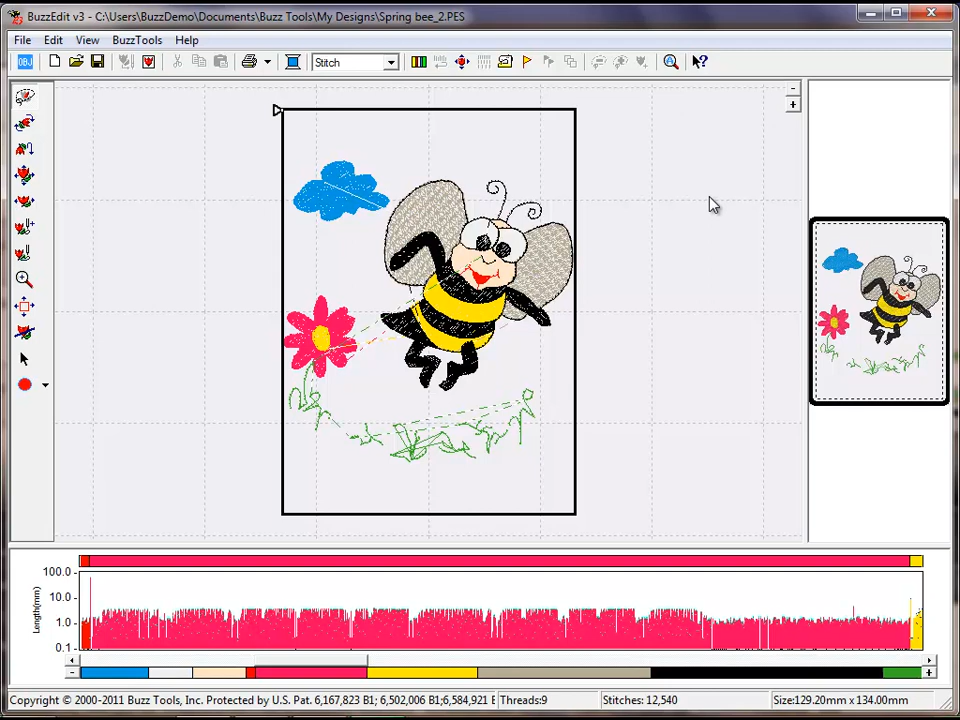 BuzzEdit v3 - C:\Users\BuzzDemo\Documents\Buzz Tools\My Designs\Spring bee_2.PES
File Edit View BuzzTools Help
OBJ Stitch
-
+
100.0
10.0
1.0
0.1
Length(mm)
- +
Copyright © 2000-2011 Buzz Tools, Inc. Protected by U.S. Pat. 6,167,823 B1; 6,502,006 B1;6,584,921 E Threads:9 Stitches: 12,540 Size:129.20mm x 134.00mm